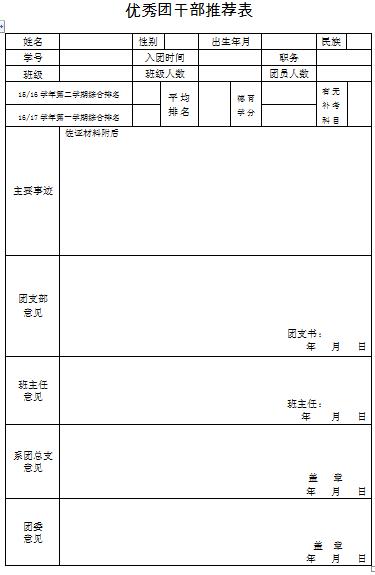 优秀团干部推荐表
姓名 性别 出生年月 民族
学号 入团时间 职务
班级 班级人数 团员人数
15/16 学年第二学期综合排名 平均排名 德育学分 有无补考科目
16/17 学年第一学期综合排名
主要事迹 佐证材料附后
团支部意见
团支书：
年 月 日
班主任意见
班主任：
年 月 日
系团总支意见
盖 章
年 月 日
团委意见
盖 章
年 月 日